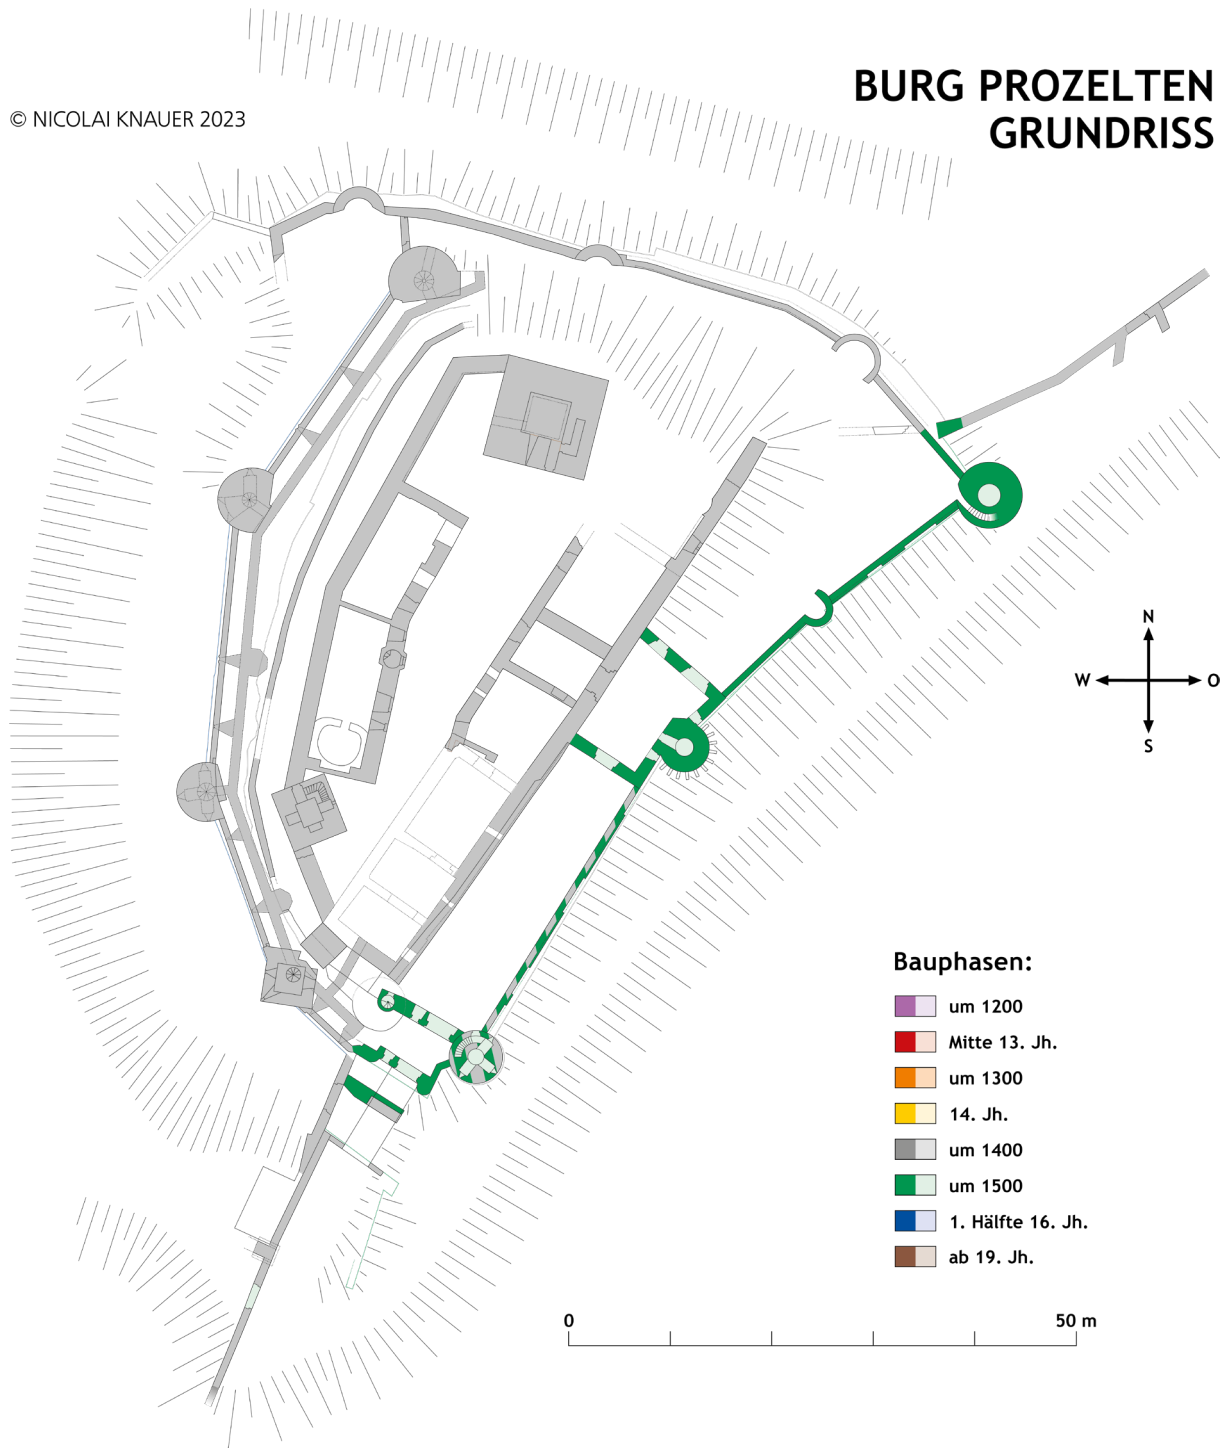 BURG PROZELTEN
GRUNDRISS
© NICOLAI KNAUER 2023
N
W
O
S
Bauphasen:
um 1200
Mitte 13. Jh.
um 1300
14. Jh.
um 1400
um 1500
1. Hälfte 16. Jh.
ab 19. Jh.
0
50 m